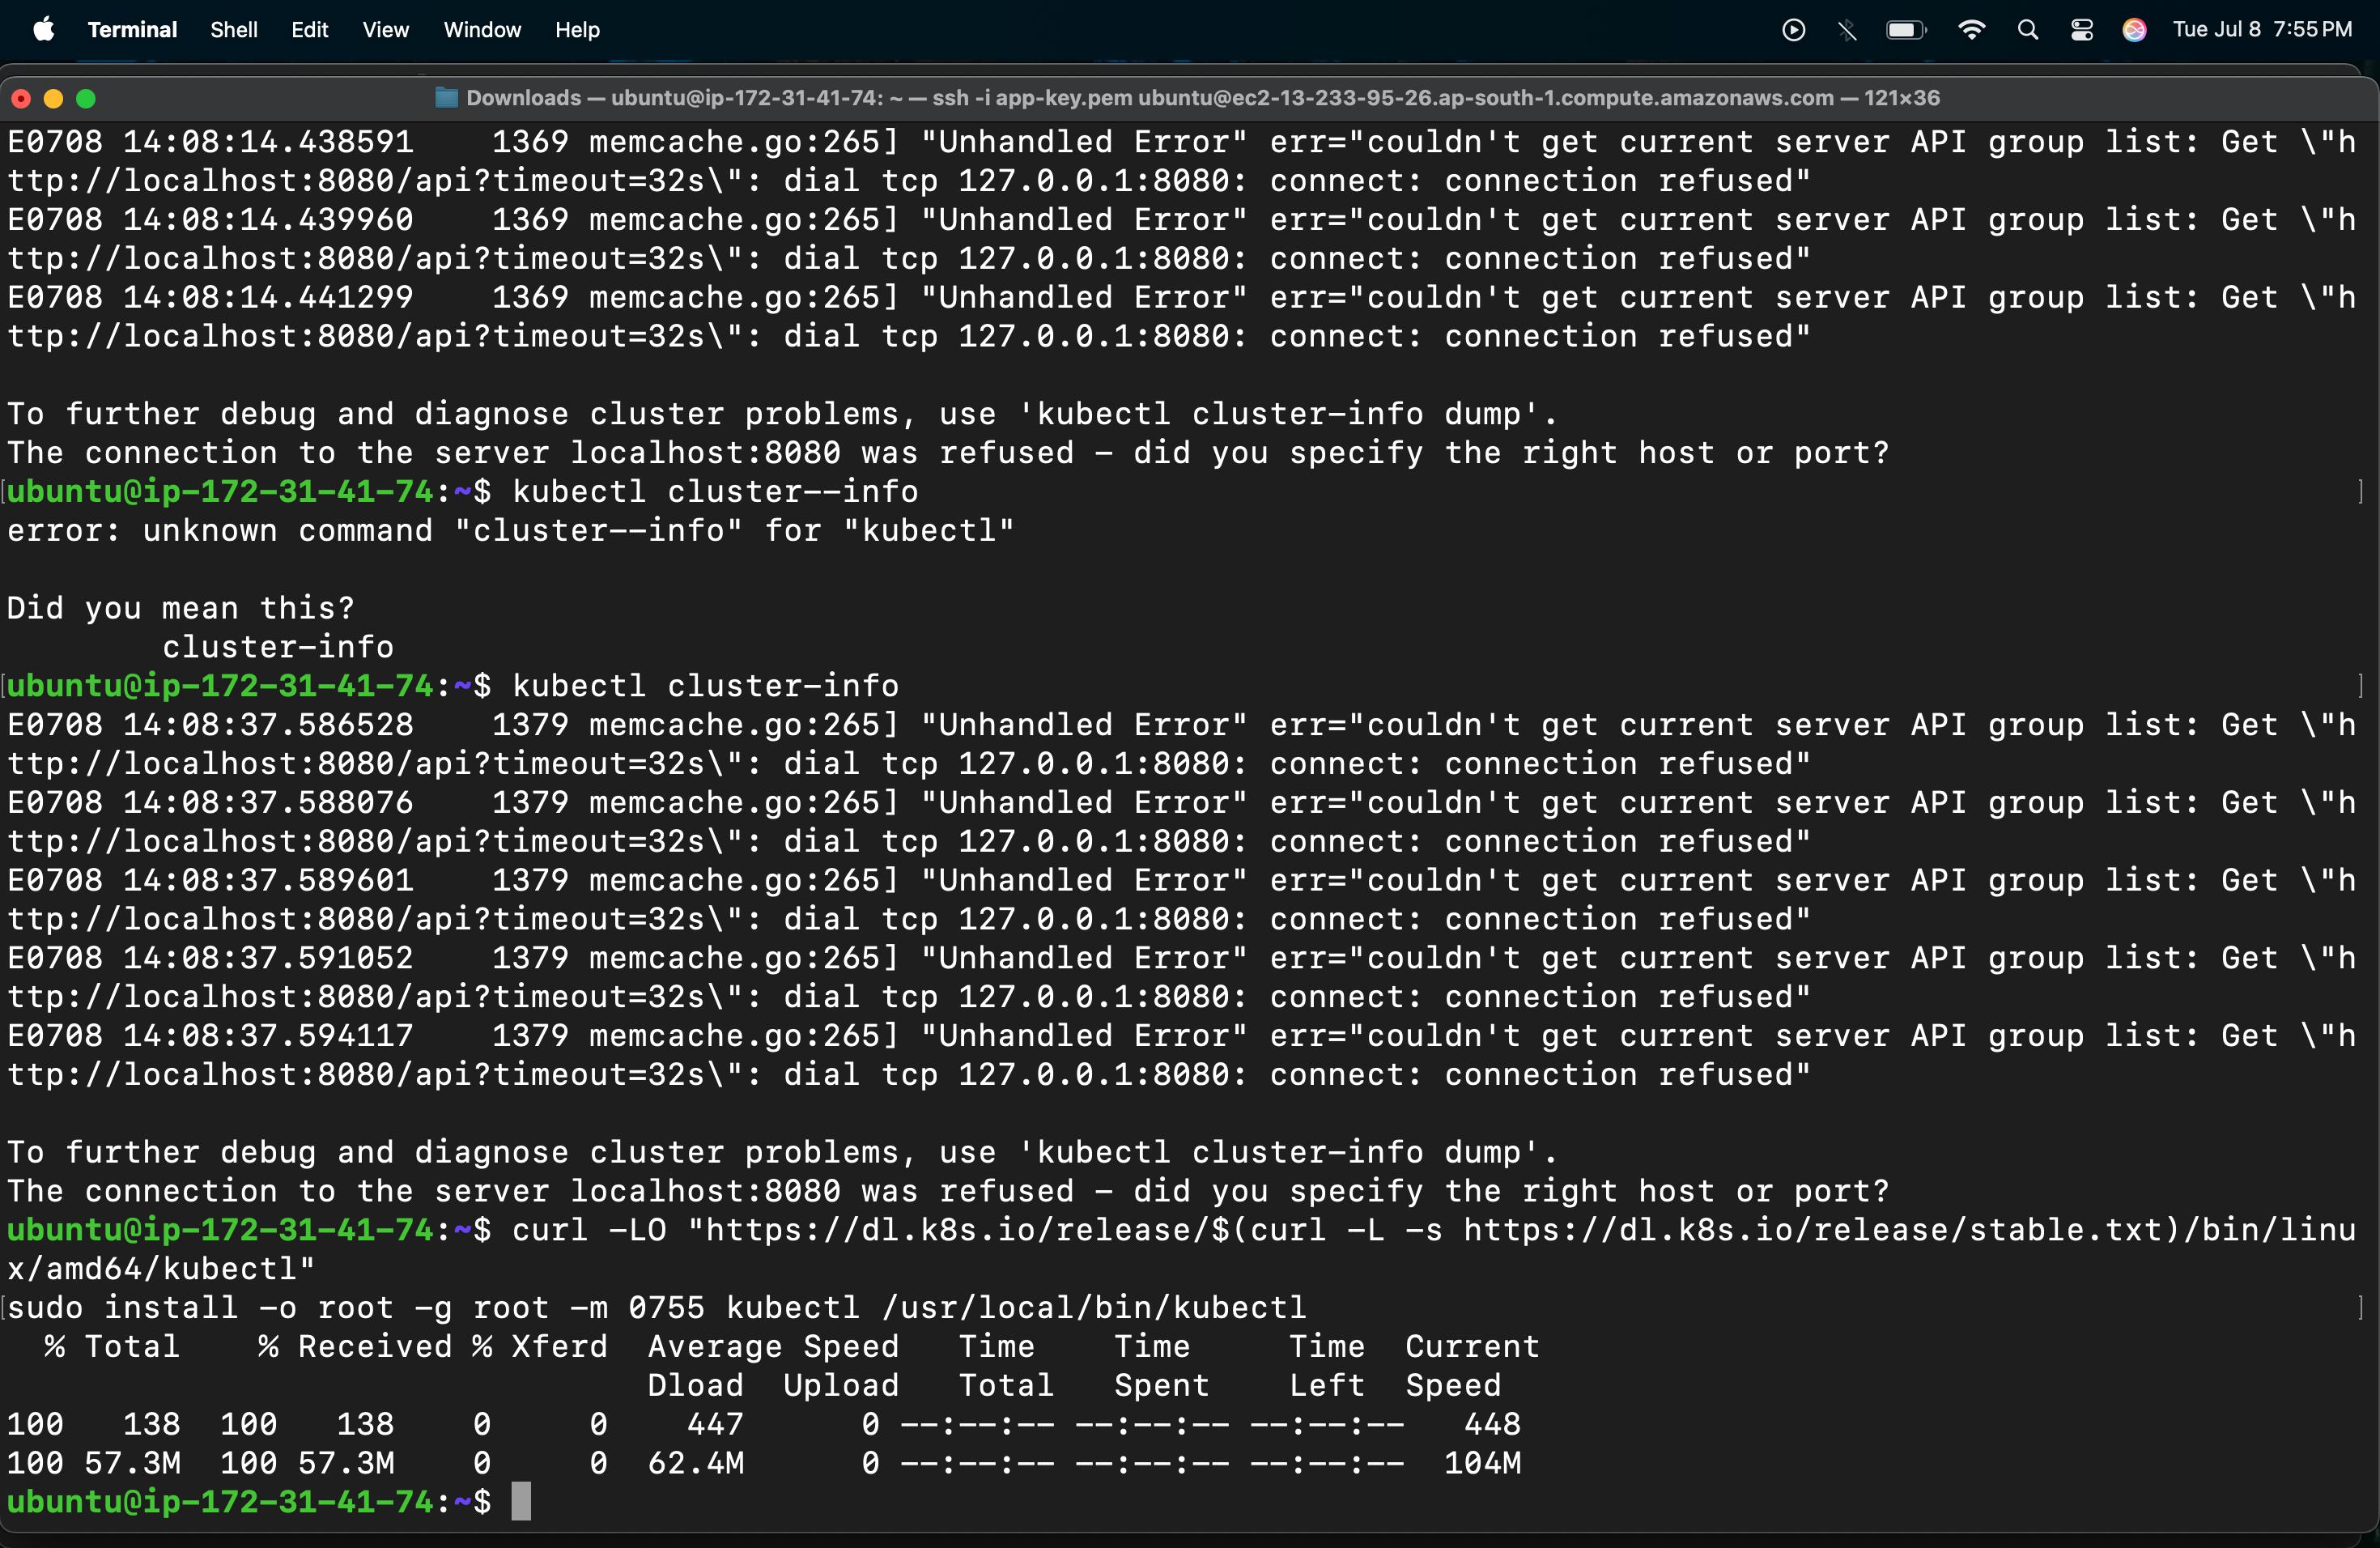 Terminal Shell Edit View Window Help Tue Jul 8 7:55 PM
Downloads — ubuntu@ip-172-31-41-74: ~ — ssh -i app-key.pem ubuntu@ec2-13-233-95-26.ap-south-1.compute.amazonaws.com — 121×36
E0708 14:08:14.438591    1369 memcache.go:265] "Unhandled Error" err="couldn't get current server API group list: Get \"h
ttp://localhost:8080/api?timeout=32s\": dial tcp 127.0.0.1:8080: connect: connection refused"
E0708 14:08:14.439960    1369 memcache.go:265] "Unhandled Error" err="couldn't get current server API group list: Get \"h
ttp://localhost:8080/api?timeout=32s\": dial tcp 127.0.0.1:8080: connect: connection refused"
E0708 14:08:14.441299    1369 memcache.go:265] "Unhandled Error" err="couldn't get current server API group list: Get \"h
ttp://localhost:8080/api?timeout=32s\": dial tcp 127.0.0.1:8080: connect: connection refused"
To further debug and diagnose cluster problems, use 'kubectl cluster-info dump'.
The connection to the server localhost:8080 was refused - did you specify the right host or port?
[ubuntu@ip-172-31-41-74:~$ kubectl cluster--info ]
error: unknown command "cluster--info" for "kubectl"
Did you mean this?
        cluster-info
[ubuntu@ip-172-31-41-74:~$ kubectl cluster-info ]
E0708 14:08:37.586528    1379 memcache.go:265] "Unhandled Error" err="couldn't get current server API group list: Get \"h
ttp://localhost:8080/api?timeout=32s\": dial tcp 127.0.0.1:8080: connect: connection refused"
E0708 14:08:37.588076    1379 memcache.go:265] "Unhandled Error" err="couldn't get current server API group list: Get \"h
ttp://localhost:8080/api?timeout=32s\": dial tcp 127.0.0.1:8080: connect: connection refused"
E0708 14:08:37.589601    1379 memcache.go:265] "Unhandled Error" err="couldn't get current server API group list: Get \"h
ttp://localhost:8080/api?timeout=32s\": dial tcp 127.0.0.1:8080: connect: connection refused"
E0708 14:08:37.591052    1379 memcache.go:265] "Unhandled Error" err="couldn't get current server API group list: Get \"h
ttp://localhost:8080/api?timeout=32s\": dial tcp 127.0.0.1:8080: connect: connection refused"
E0708 14:08:37.594117    1379 memcache.go:265] "Unhandled Error" err="couldn't get current server API group list: Get \"h
ttp://localhost:8080/api?timeout=32s\": dial tcp 127.0.0.1:8080: connect: connection refused"
To further debug and diagnose cluster problems, use 'kubectl cluster-info dump'.
The connection to the server localhost:8080 was refused - did you specify the right host or port?
ubuntu@ip-172-31-41-74:~$ curl -LO "https://dl.k8s.io/release/$(curl -L -s https://dl.k8s.io/release/stable.txt)/bin/linu
x/amd64/kubectl"
[sudo install -o root -g root -m 0755 kubectl /usr/local/bin/kubectl ]
  % Total    % Received % Xferd  Average Speed   Time    Time     Time  Current
                                 Dload  Upload   Total   Spent    Left  Speed
100   138  100   138    0     0    447      0 --:--:-- --:--:-- --:--:--   448
100 57.3M  100 57.3M    0     0  62.4M      0 --:--:-- --:--:-- --:--:--  104M
ubuntu@ip-172-31-41-74:~$